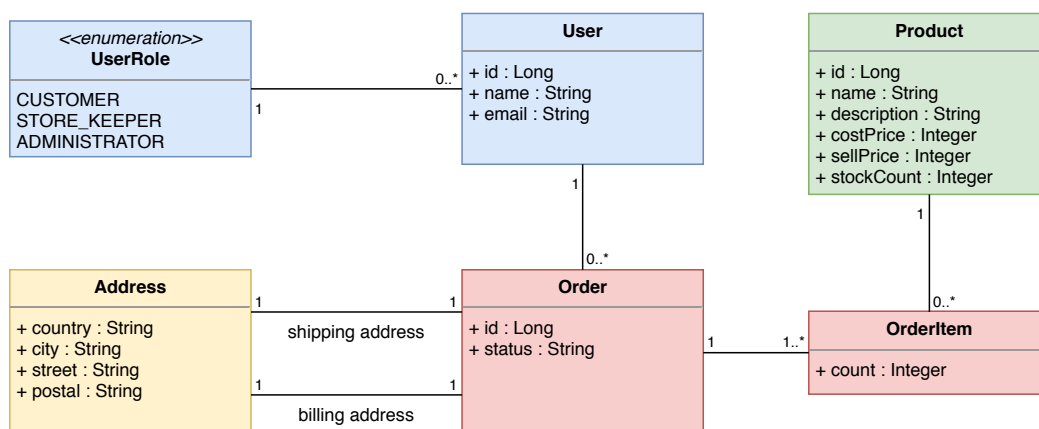 <<enumeration>>
UserRole
CUSTOMER
STORE_KEEPER
ADMINISTRATOR
1
0..*
User
+ id : Long
+ name : String
+ email : String
Product
+ id : Long
+ name : String
+ description : String
+ costPrice : Integer
+ sellPrice : Integer
+ stockCount : Integer
1
0..*
1
0..*
Address
+ country : String
+ city : String
+ street : String
+ postal : String
1
1
shipping address
1
1
billing address
Order
+ id : Long
+ status : String
1
1..*
OrderItem
+ count : Integer